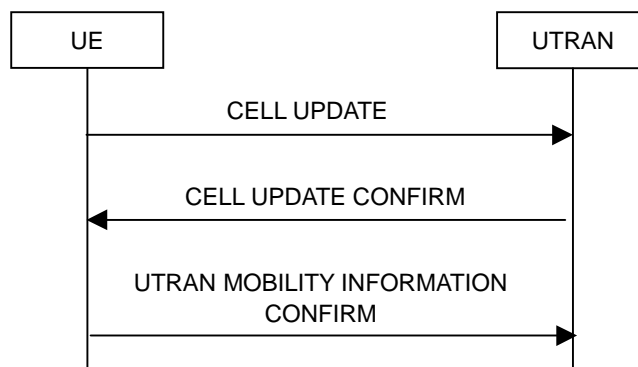 UE
UTRAN
CELL UPDATE
CELL UPDATE CONFIRM
UTRAN MOBILITY INFORMATION
CONFIRM